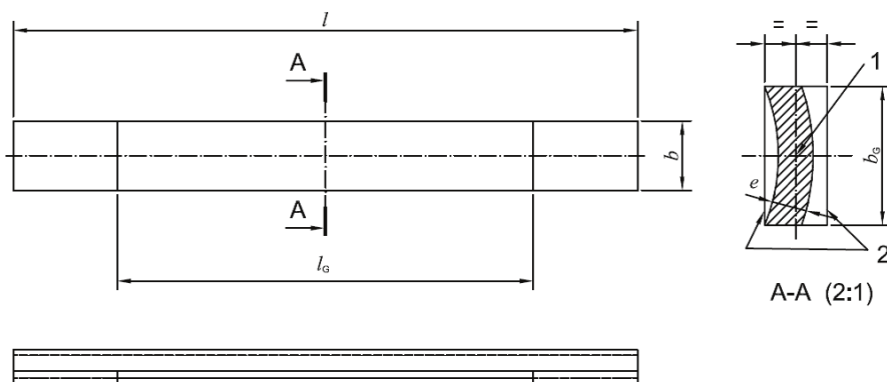 l
= =
A
1
b
b_G
e
A
2
l_G
A-A (2:1)